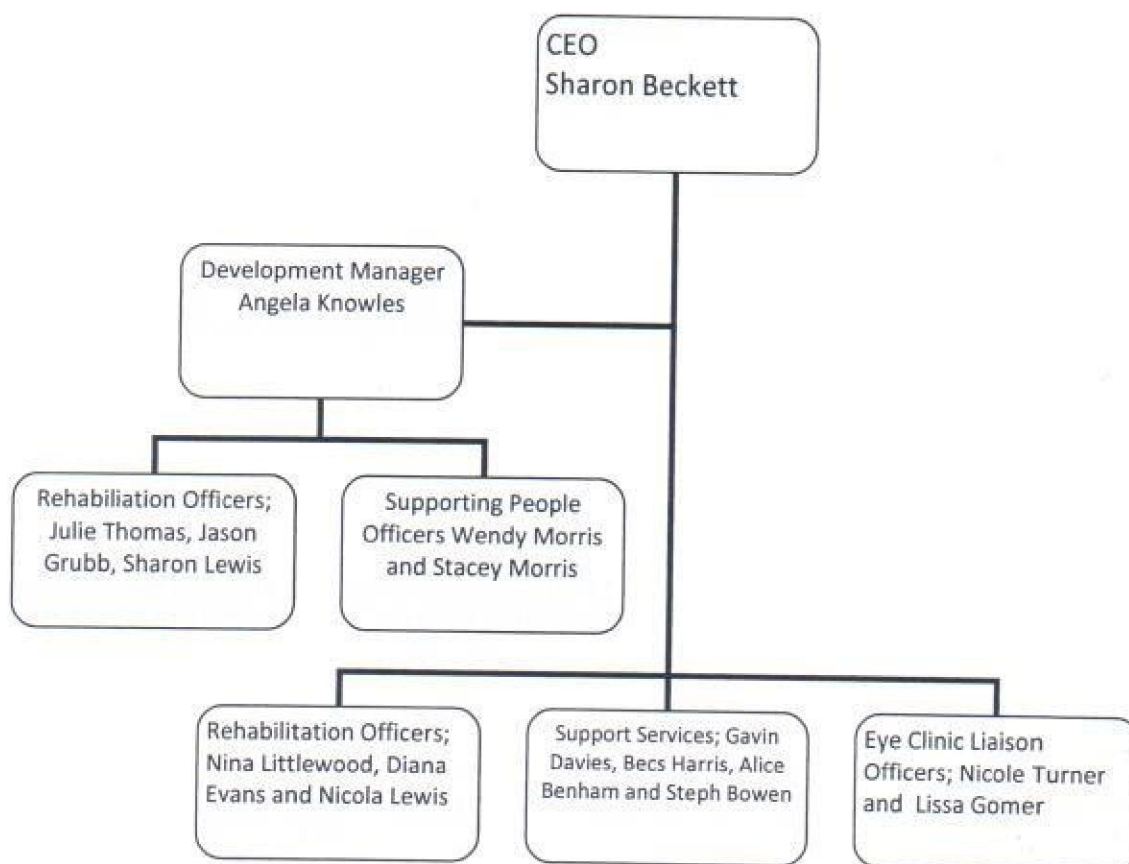 CEO
Sharon Beckett
Development Manager
Angela Knowles
Rehabiliation Officers;
Julie Thomas, Jason
Grubb, Sharon Lewis
Supporting People
Officers Wendy Morris
and Stacey Morris
Rehabilitation Officers;
Nina Littlewood, Diana
Evans and Nicola Lewis
Support Services; Gavin
Davies, Becs Harris, Alice
Benham and Steph Bowen
Eye Clinic Liaison
Officers; Nicole Turner
and Lissa Gomer